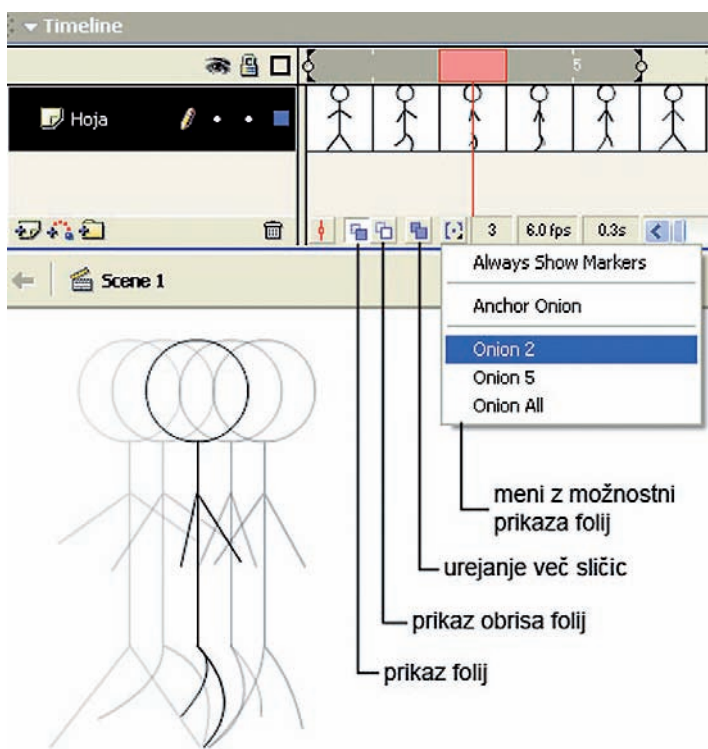 Timeline
5
Hoja
3 6.0 fps 0.3s
Scene 1
Always Show Markers
Anchor Onion
Onion 2
Onion 5
Onion All
meni z možnostni
prikaza folij
urejanje več sličic
prikaz obrisa folij
prikaz folij